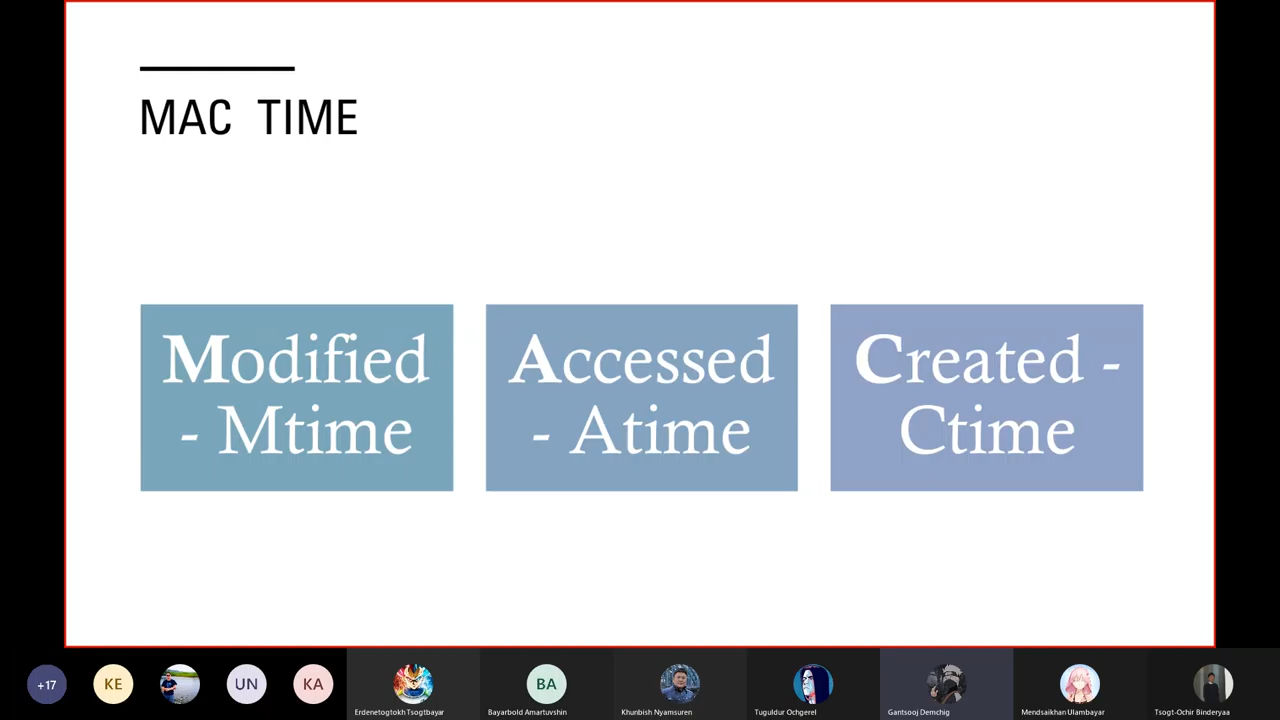 MAC TIME
Modified
- Mtime
Accessed
- Atime
Created -
Ctime
+17
KE
UN
KA
Erdenetogtokh Tsogtbayar
BA
Bayarbold Amartuvshin
Khunbish Nyamsuren
Tuguldur Ochgerel
Gantsooj Demchig
Mendsaikhan Ulambayar
Tsogt-Ochir Binderyaa